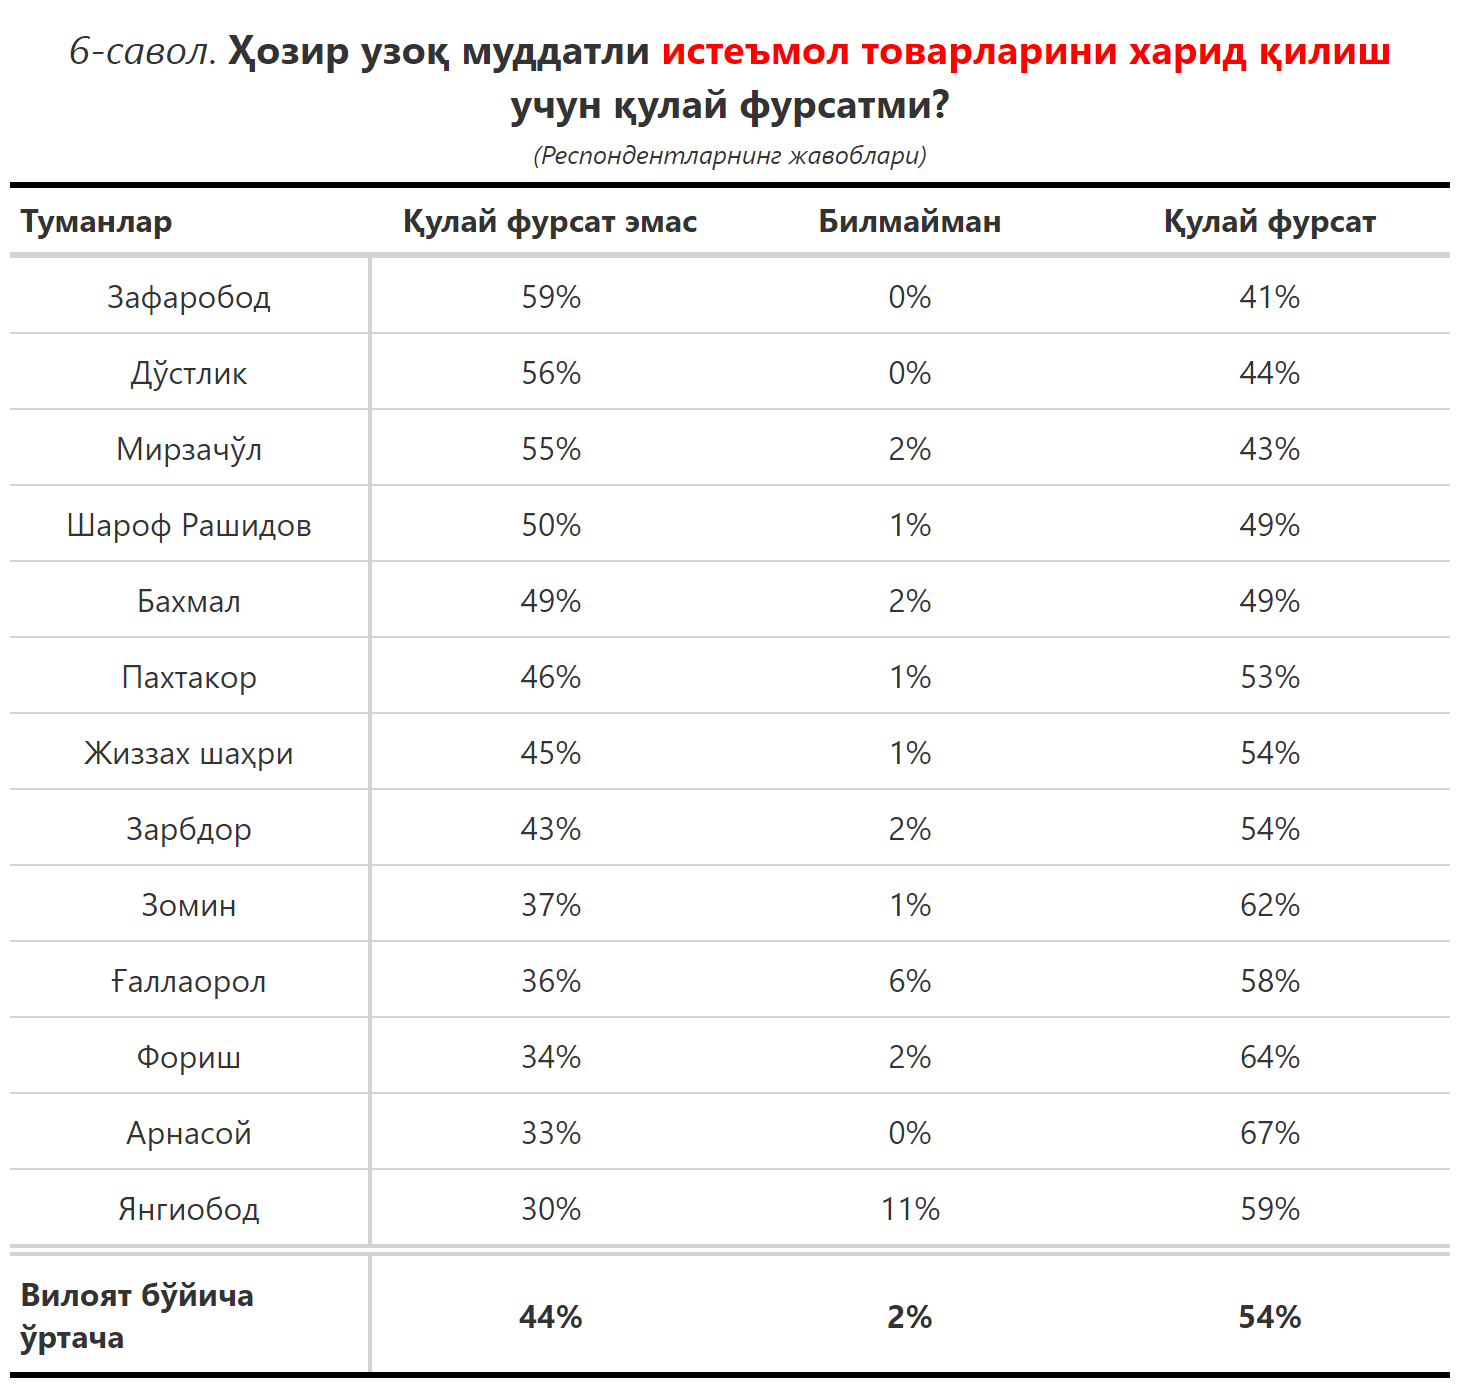 6-савол. Ҳозир узоқ муддатли истеъмол товарларини харид қилиш
учун қулай фурсатми?
(Респондентларнинг жавоблари)
Туманлар Қулай фурсат эмас Билмайман Қулай фурсат
Зафаробод 59% 0% 41%
Дўстлик 56% 0% 44%
Мирзачўл 55% 2% 43%
Шароф Рашидов 50% 1% 49%
Бахмал 49% 2% 49%
Пахтакор 46% 1% 53%
Жиззах шаҳри 45% 1% 54%
Зарбдор 43% 2% 54%
Зомин 37% 1% 62%
Ғаллаорол 36% 6% 58%
Фориш 34% 2% 64%
Арнасой 33% 0% 67%
Янгиобод 30% 11% 59%
Вилоят бўйича
ўртача 44% 2% 54%